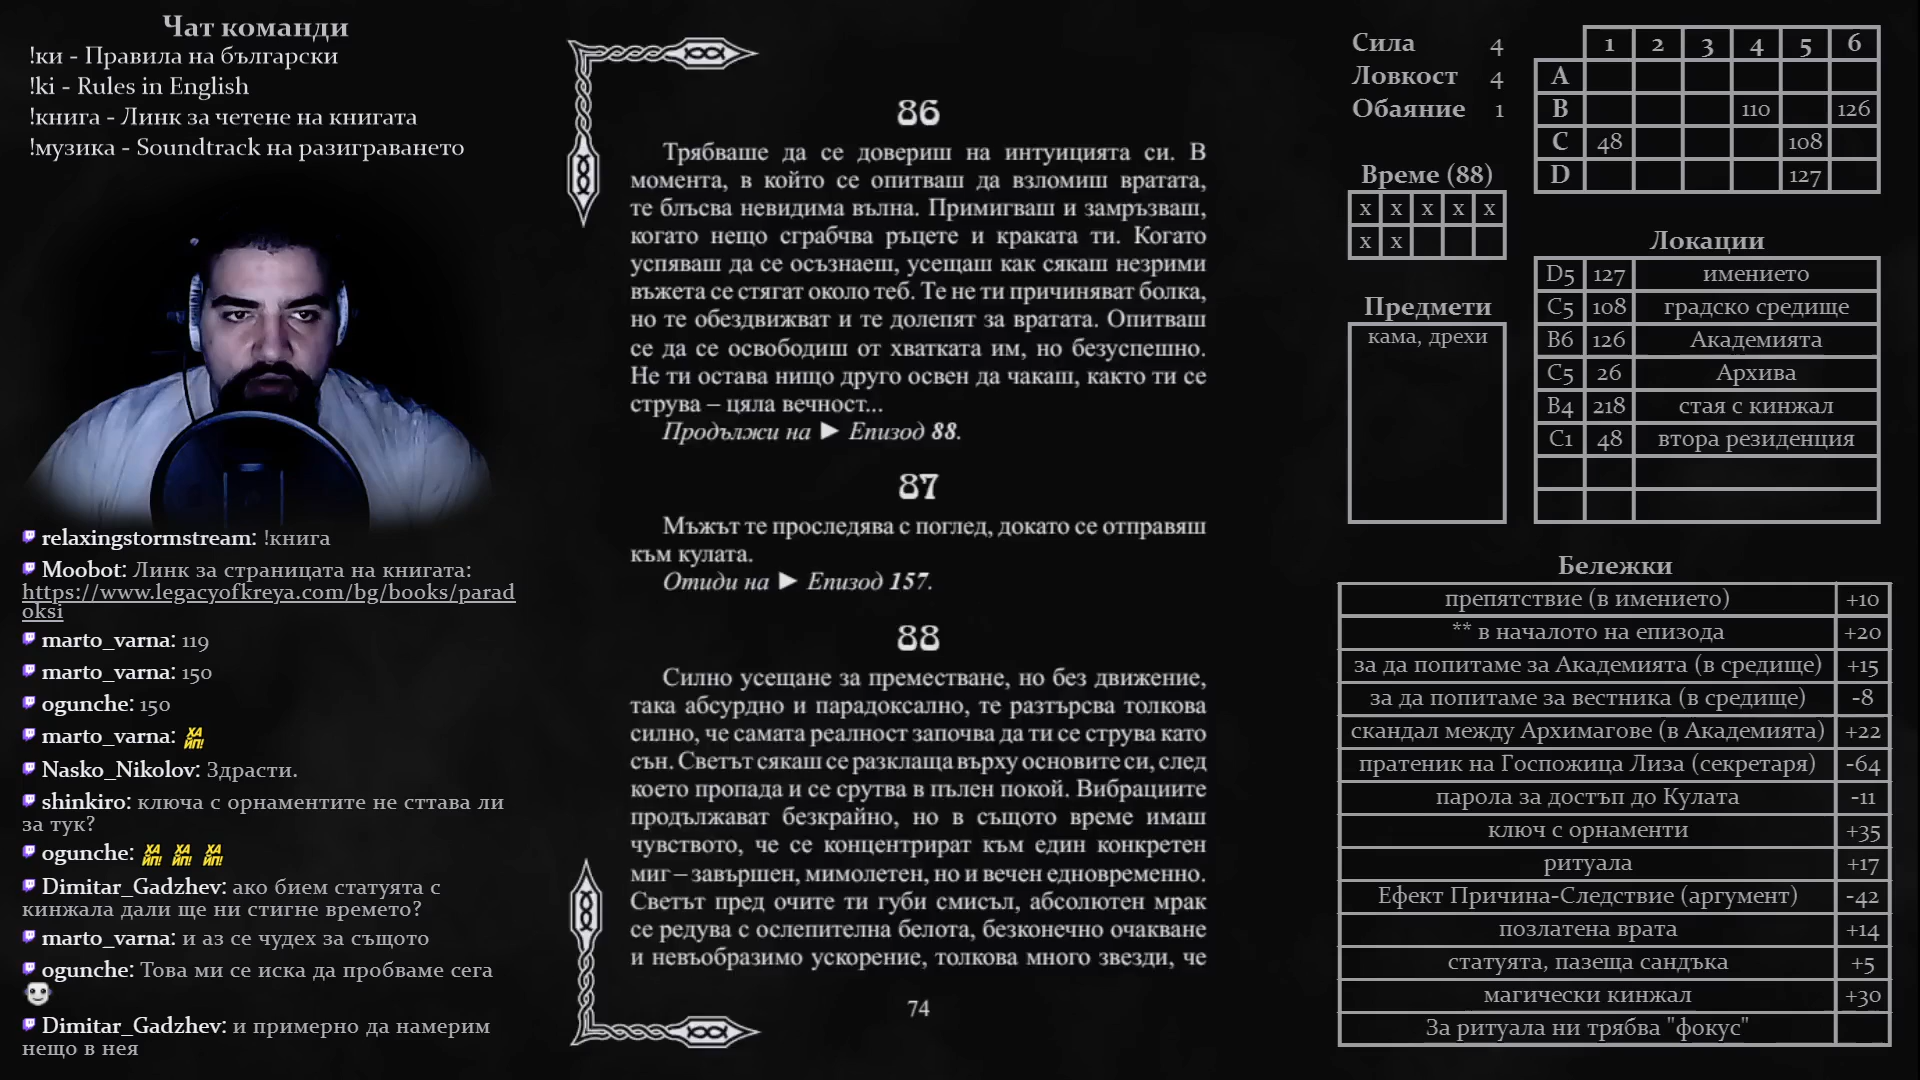 Чат команди
!ки - Правила на български
!ki - Rules in English
!книга - Линк за четене на книгата
!музика - Soundtrack на разиграването
relaxingstormstream: !книга
Moobot: Линк за страницата на книгата:
https://www.legacyofkreya.com/bg/books/parad
oksi
marto_varna: 119
marto_varna: 150
ogunche: 150
marto_varna: ХАЙП!
Nasko_Nikolov: Здрасти.
shinkiro: ключа с орнаментите не сттава ли
за тук?
ogunche: ХАЙП! ХАЙП! ХАЙП!
Dimitar_Gadzhev: ако бием статуята с
кинжала дали ще ни стигне времето?
marto_varna: и аз се чудех за същото
ogunche: Това ми се иска да пробваме сега
Dimitar_Gadzhev: и примерно да намерим
нещо в нея
86
Трябваше да се довериш на интуицията си. В
момента, в който се опитваш да взломиш вратата,
те блъсва невидима вълна. Примигваш и замръзваш,
когато нещо сграбчва ръцете и краката ти. Когато
успяваш да се осъзнаеш, усещаш как сякаш незрими
въжета се стягат около теб. Те не ти причиняват болка,
но те обездвижват и те долепят за вратата. Опитваш
се да се освободиш от хватката им, но безуспешно.
Не ти остава нищо друго освен да чакаш, както ти се
струва – цяла вечност...
Продължи на ► Епизод 88.
87
Мъжът те проследява с поглед, докато се отправяш
към кулата.
Отиди на ► Епизод 157.
88
Силно усещане за преместване, но без движение,
така абсурдно и парадоксално, те разтърсва толкова
силно, че самата реалност започва да ти се струва като
сън. Светът сякаш се разклаща върху основите си, след
което пропада и се срутва в пълен покой. Вибрациите
продължават безкрайно, но в същото време имаш
чувството, че се концентрират към един конкретен
миг – завършен, мимолетен, но и вечен едновременно.
Светът пред очите ти губи смисъл, абсолютен мрак
се редува с ослепителна белота, безконечно очакване
и невъобразимо ускорение, толкова много звезди, че
74
Сила 4
Ловкост 4
Обаяние 1
Време (88)
x x x x x
x x
Предмети
кама, дрехи
1 2 3 4 5 6
A
B 110 126
C 48 108
D 127
Локации
D5 127 имението
C5 108 градско средище
B6 126 Академията
C5 26 Архива
B4 218 стая с кинжал
C1 48 втора резиденция
Бележки
препятствие (в имението) +10
** в началото на епизода +20
за да попитаме за Академията (в средище) +15
за да попитаме за вестника (в средище) -8
скандал между Архимагове (в Академията) +22
пратеник на Госпожица Лиза (секретаря) -64
парола за достъп до Кулата -11
ключ с орнаменти +35
ритуала +17
Ефект Причина-Следствие (аргумент) -42
позлатена врата +14
статуята, пазеща сандъка +5
магически кинжал +30
За ритуала ни трябва "фокус"